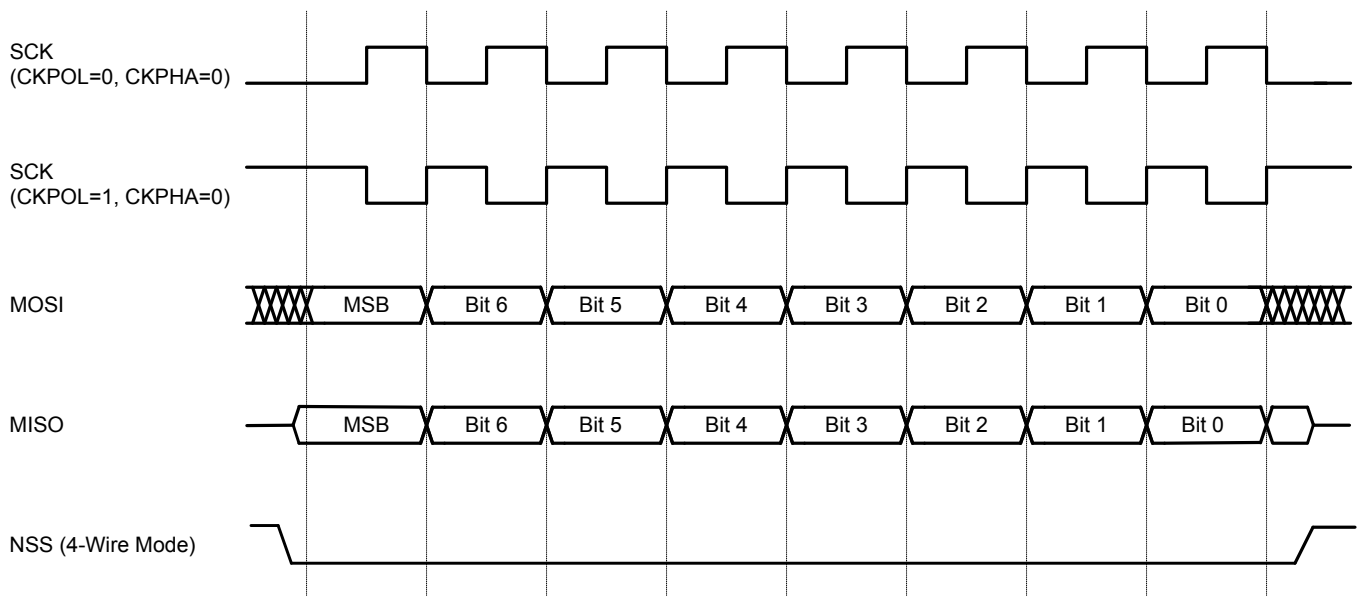 SCK
(CKPOL=0, CKPHA=0)
SCK
(CKPOL=1, CKPHA=0)
MOSI MSB Bit 6 Bit 5 Bit 4 Bit 3 Bit 2 Bit 1 Bit 0
MISO MSB Bit 6 Bit 5 Bit 4 Bit 3 Bit 2 Bit 1 Bit 0
NSS (4-Wire Mode)